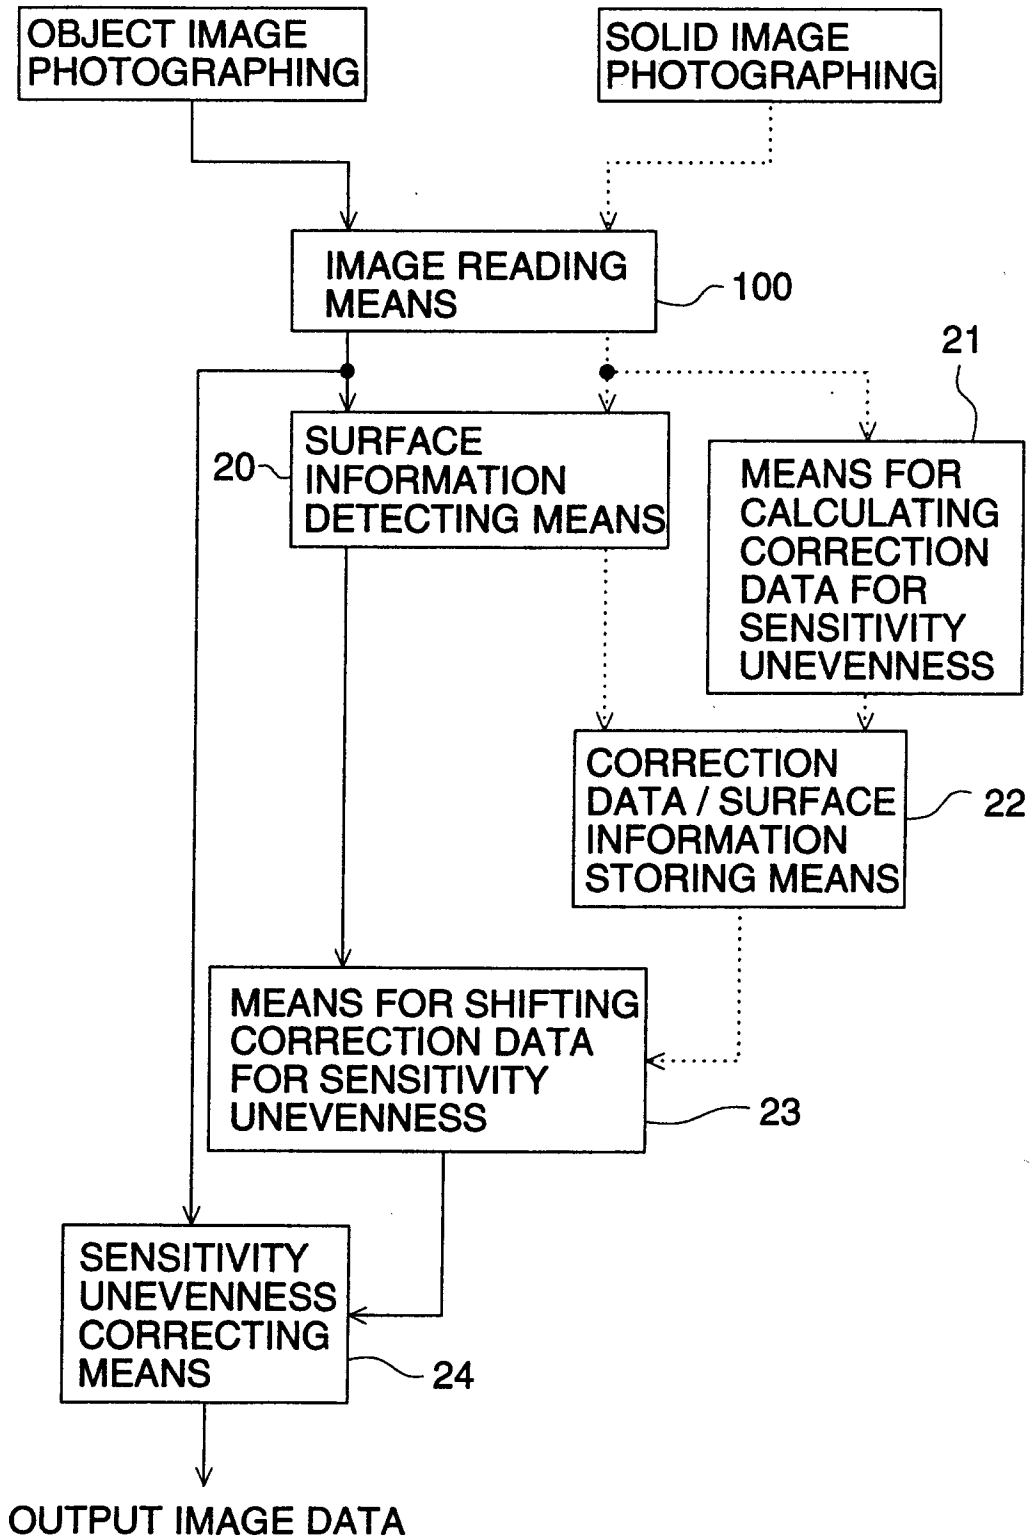 OBJECT IMAGE
PHOTOGRAPHING
SOLID IMAGE
PHOTOGRAPHING
IMAGE READING
MEANS
100
21
SURFACE
INFORMATION
DETECTING MEANS
20
MEANS FOR
CALCULATING
CORRECTION
DATA FOR
SENSITIVITY
UNEVENNESS
CORRECTION
DATA / SURFACE
INFORMATION
STORING MEANS
22
MEANS FOR SHIFTING
CORRECTION DATA
FOR SENSITIVITY
UNEVENNESS
23
SENSITIVITY
UNEVENNESS
CORRECTING
MEANS
24
OUTPUT IMAGE DATA